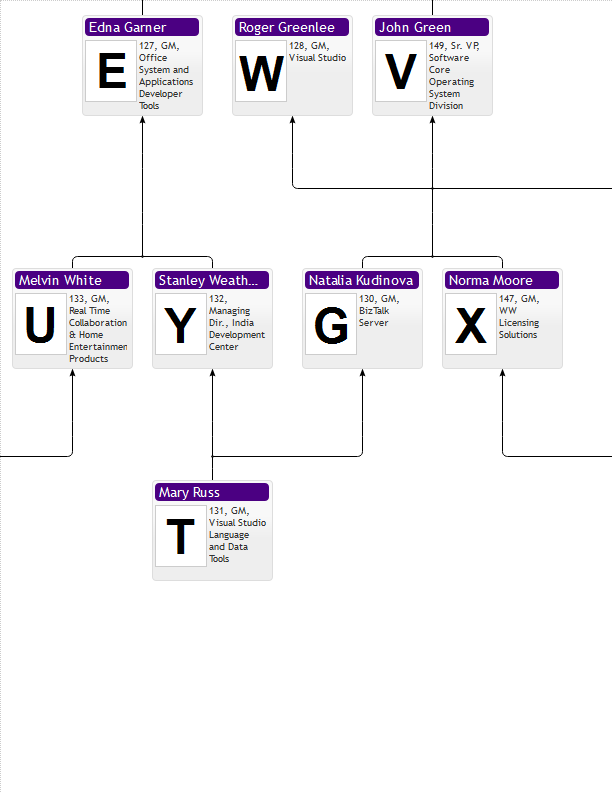 Edna Garner
E
127, GM,
Office
System and
Applications
Developer
Tools
Roger Greenlee
W
128, GM,
Visual Studio
John Green
V
149, Sr. VP,
Software
Core
Operating
System
Division
Melvin White
U
133, GM,
Real Time
Collaboration
& Home
Entertainmen
Products
Stanley Weath...
Y
132,
Managing
Dir., India
Development
Center
Natalia Kudinova
G
130, GM,
BizTalk
Server
Norma Moore
X
147, GM,
WW
Licensing
Solutions
Mary Russ
T
131, GM,
Visual Studio
Language
and Data
Tools